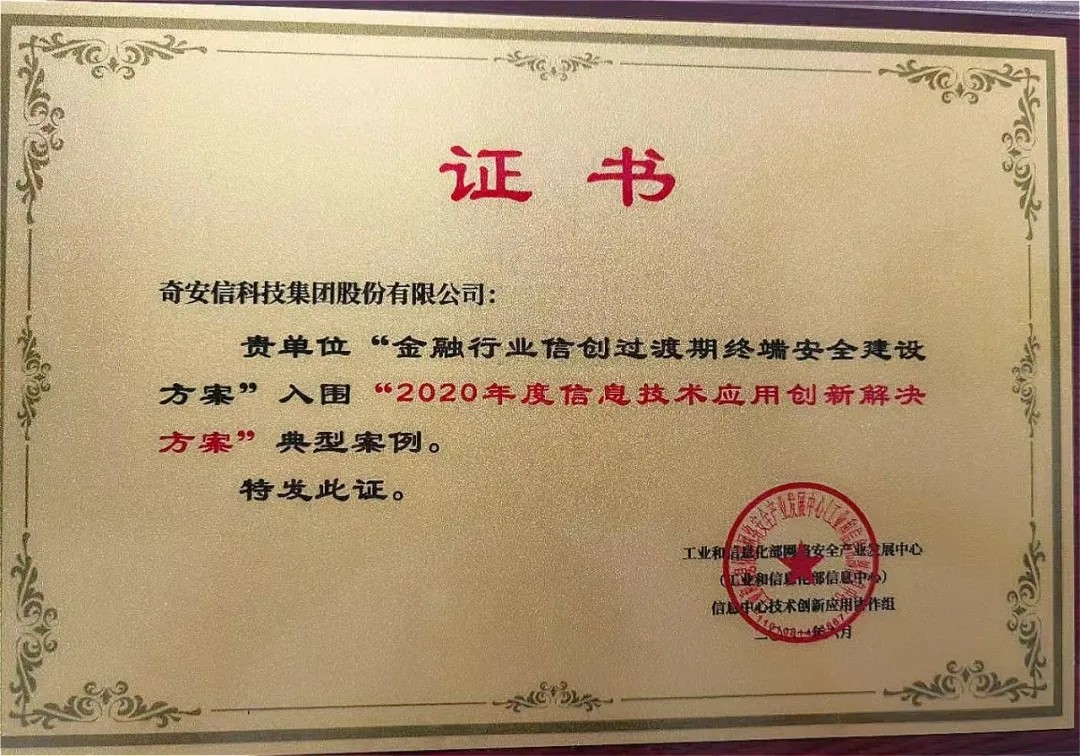 证书
奇安信科技集团股份有限公司：
贵单位“金融行业信创过渡期终端安全建设
方案”入围“2020年度信息技术应用创新解决
方案”典型案例。
特发此证。
工业和信息化部网络安全产业发展中心
（工业和信息化部信息中心）
信息中心技术创新应用协作组